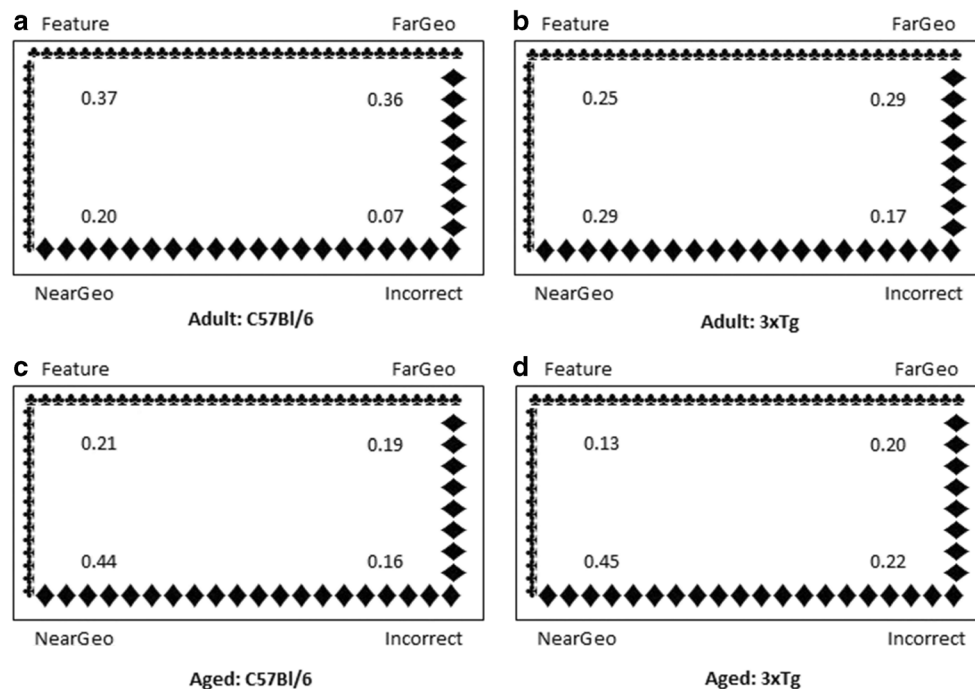 a Feature FarGeo
0.37 0.36
0.20 0.07
NearGeo Incorrect
Adult: C57Bl/6
b Feature FarGeo
0.25 0.29
0.29 0.17
NearGeo Incorrect
Adult: 3xTg
c Feature FarGeo
0.21 0.19
0.44 0.16
NearGeo Incorrect
Aged: C57Bl/6
d Feature FarGeo
0.13 0.20
0.45 0.22
NearGeo Incorrect
Aged: 3xTg